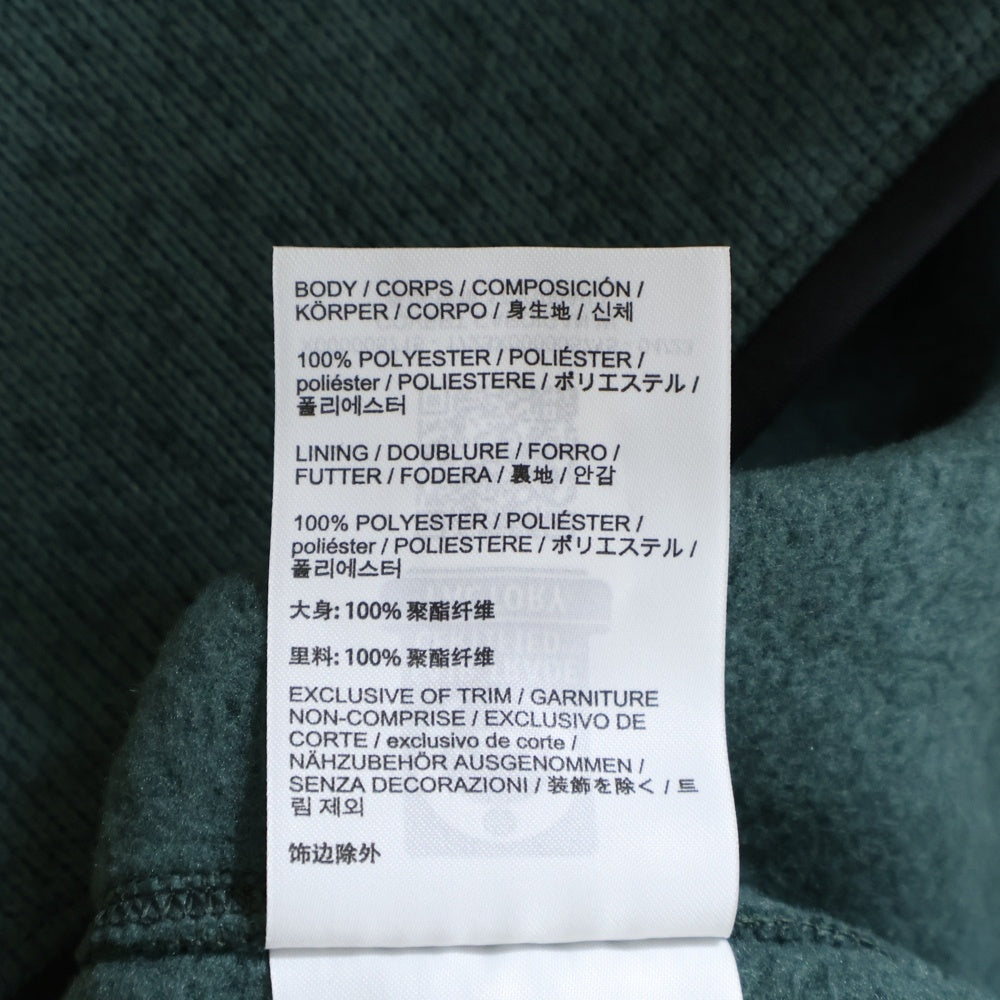 BODY / CORPS / COMPOSICIÓN /
KÖRPER / CORPO / 身生地 / 신체
100% POLYESTER / POLIÉSTER /
poliéster / POLIESTERE / ポリエステル /
폴리에스터
LINING / DOUBLURE / FORRO /
FUTTER / FODERA / 裏地 / 안감
100% POLYESTER / POLIÉSTER /
poliéster / POLIESTERE / ポリエステル /
폴리에스터
大身: 100% 聚酯纤维
里料: 100% 聚酯纤维
EXCLUSIVE OF TRIM / GARNITURE
NON-COMPRISE / EXCLUSIVO DE
CORTE / exclusivo de corte /
NÄHZUBEHÖR AUSGENOMMEN /
SENZA DECORAZIONI / 装飾を除く / 트
림 제외
饰边除外